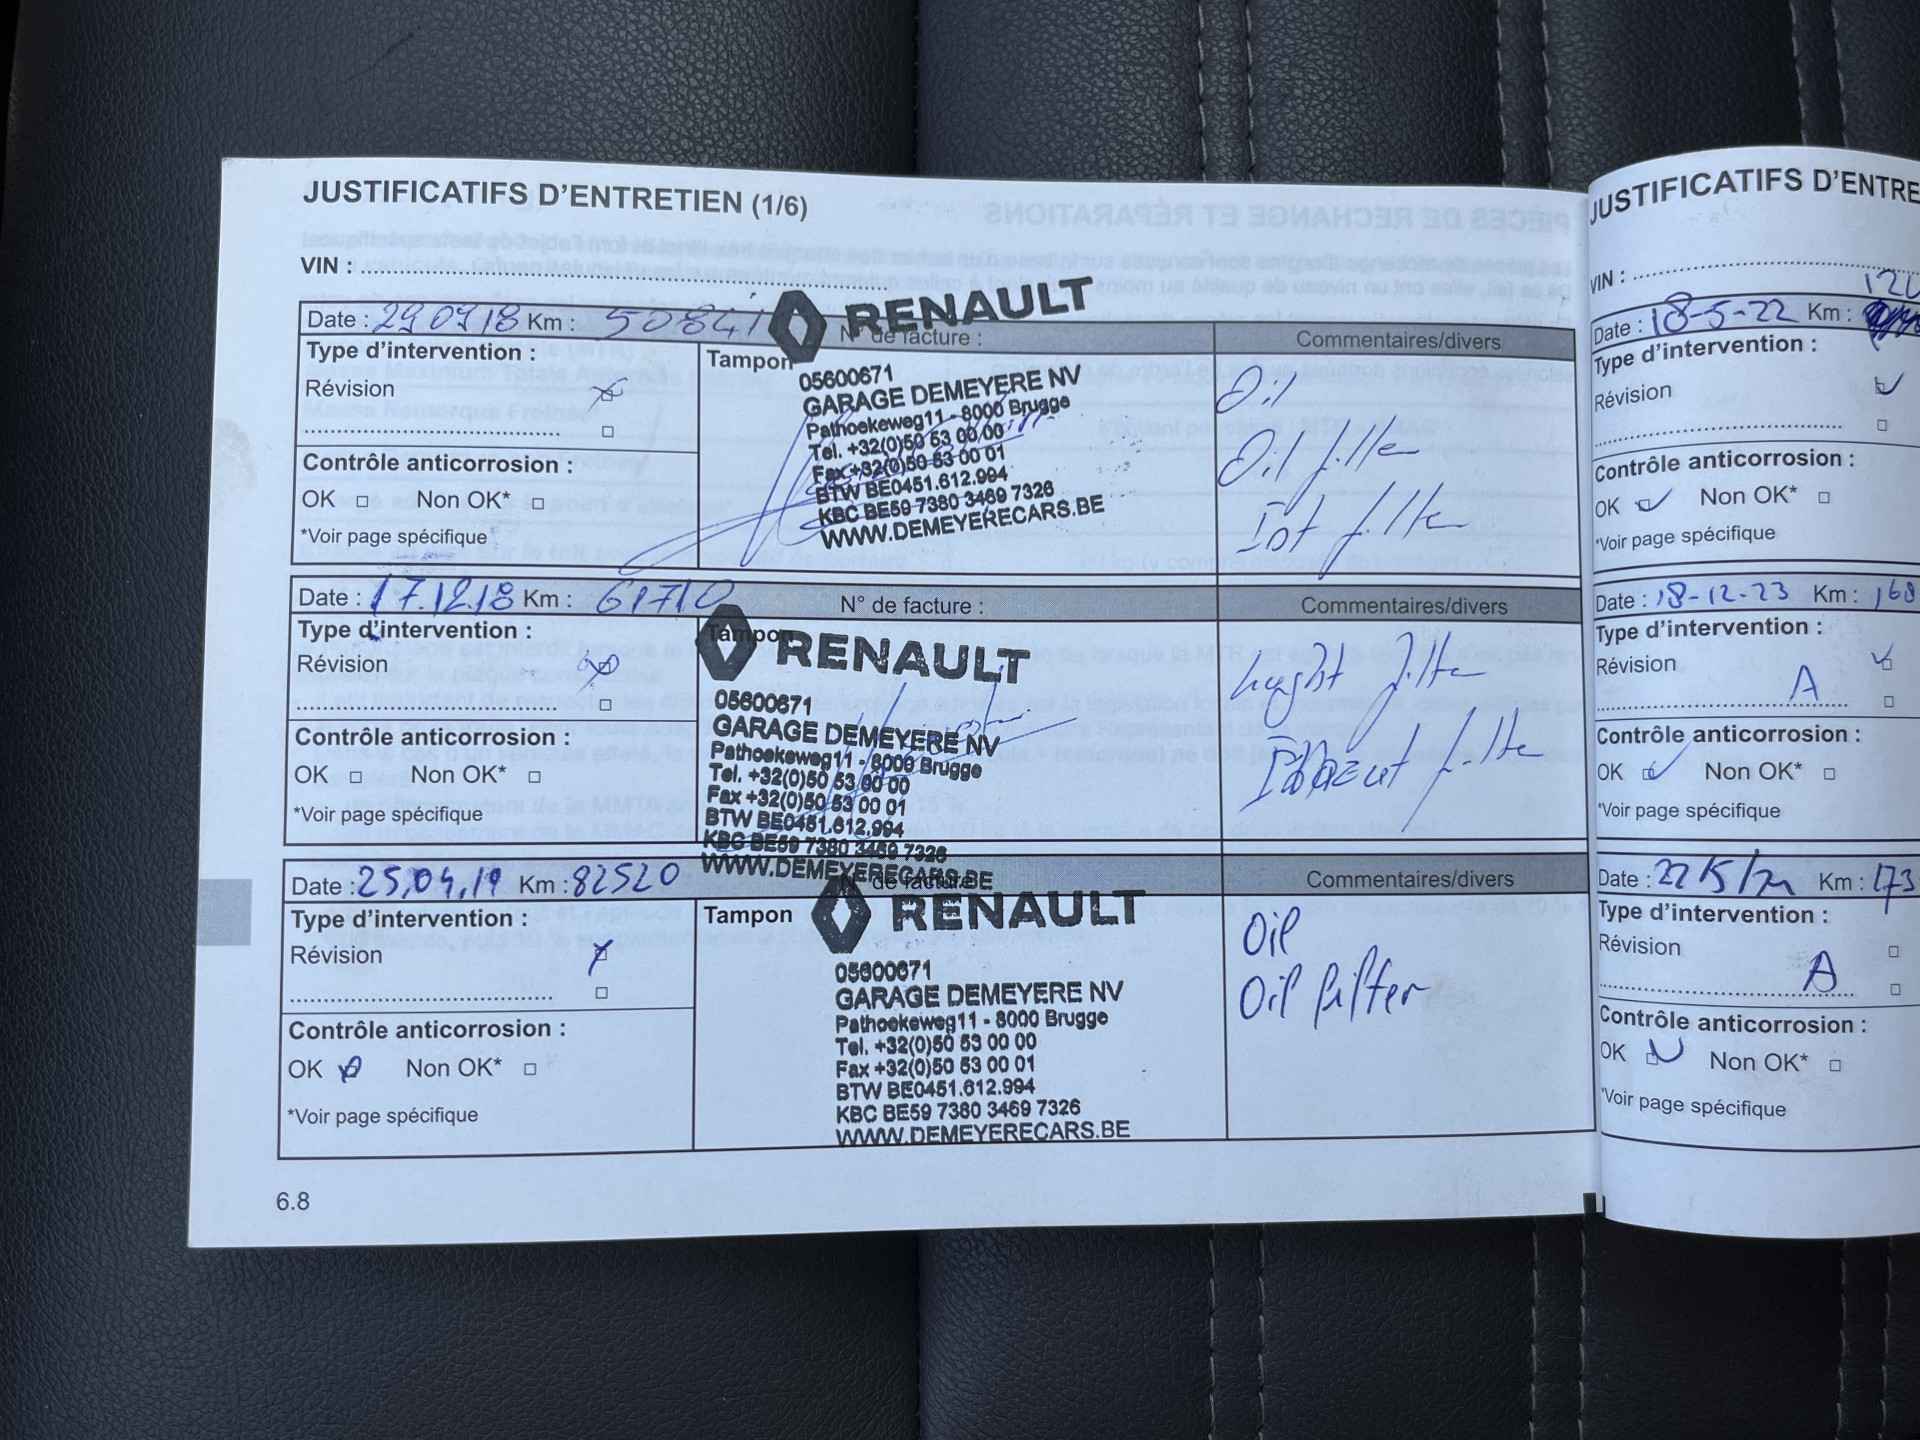 JUSTIFICATIFS D'ENTRETIEN (1/6)
VIN :
Date : 29 07 18 Km : 50841 N° de facture : Commentaires/divers
Type d'intervention :
Révision
Contrôle anticorrosion :
OK Non OK*
*Voir page spécifique
Tampon
RENAULT
05600671
GARAGE DEMEYERE NV
Pathoekeweg11 - 8000 Brugge
Tel. +32(0)50 53 00 00
Fax +32(0)50 53 00 01
BTW BE0451.612.994
KBC BE59 7380 3469 7326
WWW.DEMEYERECARS.BE
Oil
Oil filter
filter
Date : 17.12.18 Km : 61710 N° de facture : Commentaires/divers
Type d'intervention :
Révision
Contrôle anticorrosion :
OK Non OK*
*Voir page spécifique
Tampon
RENAULT
05600671
GARAGE DEMEYERE NV
Pathoekeweg11 - 8000 Brugge
Tel. +32(0)50 53 00 00
Fax +32(0)50 53 00 01
BTW BE0451.612.994
KBC BE59 7380 3469 7326
WWW.DEMEYERECARS.BE
Lught filter
filter
Date : 25,04,19 Km : 82520 N° de facture Commentaires/divers
Type d'intervention :
Révision
Contrôle anticorrosion :
OK Non OK*
*Voir page spécifique
Tampon
RENAULT
05600671
GARAGE DEMEYERE NV
Pathoekeweg11 - 8000 Brugge
Tel. +32(0)50 53 00 00
Fax +32(0)50 53 00 01
BTW BE0451.612.994
KBC BE59 7380 3469 7326
WWW.DEMEYERECARS.BE
Oil
Oil filter
6.8
JUSTIFICATIFS D'ENTRE
VIN :
120
Date : 18-5-22 Km :
Type d'intervention :
Révision
Contrôle anticorrosion :
OK Non OK*
*Voir page spécifique
Date : 18-12-23 Km : 168
Type d'intervention :
Révision
A
Contrôle anticorrosion :
OK Non OK*
*Voir page spécifique
Date : Km : 173
Type d'intervention :
Révision
A
Contrôle anticorrosion :
OK Non OK*
*Voir page spécifique